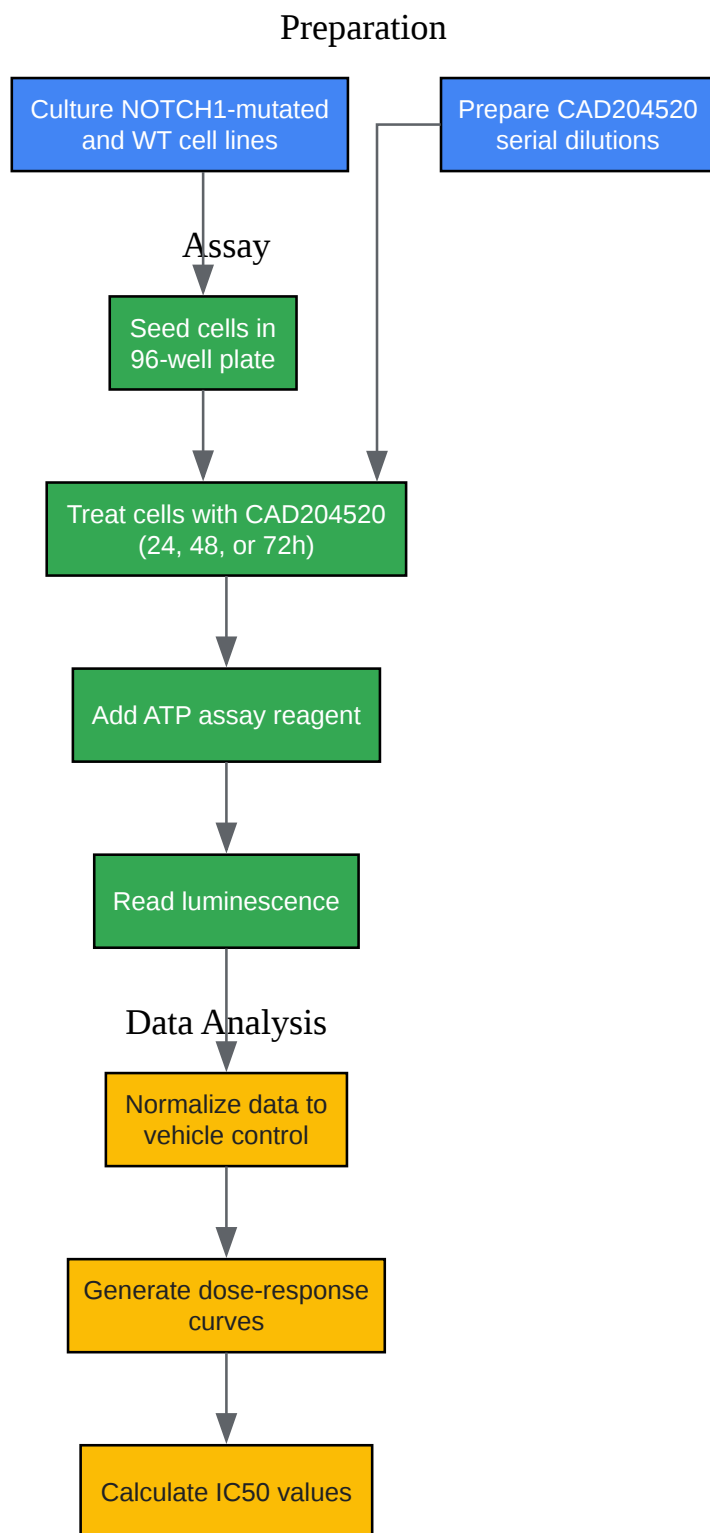 Preparation
Culture NOTCH1-mutated
and WT cell lines
Prepare CAD204520
serial dilutions
Assay
Seed cells in
96-well plate
Treat cells with CAD204520
(24, 48, or 72h)
Add ATP assay reagent
Read luminescence
Data Analysis
Normalize data to
vehicle control
Generate dose-response
curves
Calculate IC50 values